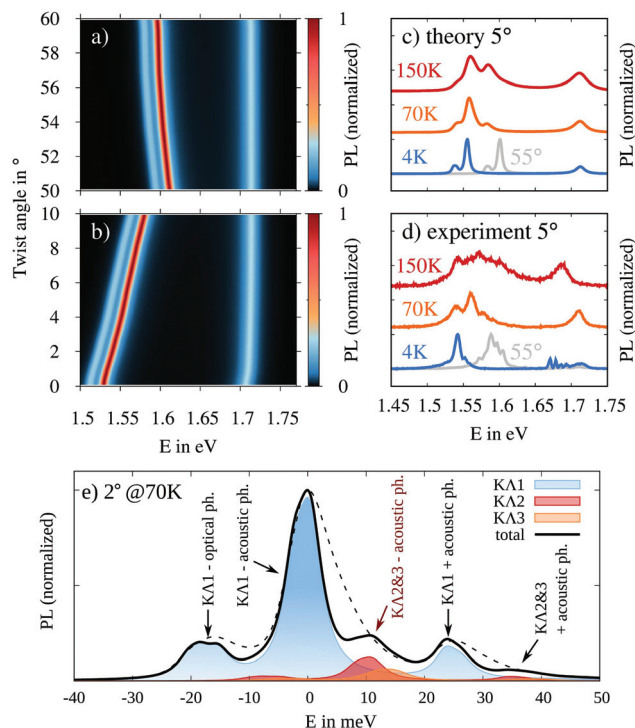 a)
60
58
56
54
52
50
1
0
PL (normalized)
b)
10
8
6
4
2
0
1
0
PL (normalized)
Twist angle in °
1.5 1.55 1.6 1.65 1.7 1.75
E in eV
c) theory 5°
150K
70K
4K
55°
PL (normalized)
d) experiment 5°
150K
70K
4K
55°
PL (normalized)
1.45 1.5 1.55 1.6 1.65 1.7 1.75
E in eV
e) 2° @70K
PL (normalized)
KΛ1 - optical ph.
KΛ1 - acoustic ph.
KΛ2&3 - acoustic ph.
KΛ1 + acoustic ph.
KΛ2&3
+ acoustic ph.
KΛ1
KΛ2
KΛ3
total
-40 -30 -20 -10 0 10 20 30 40 50
E in meV